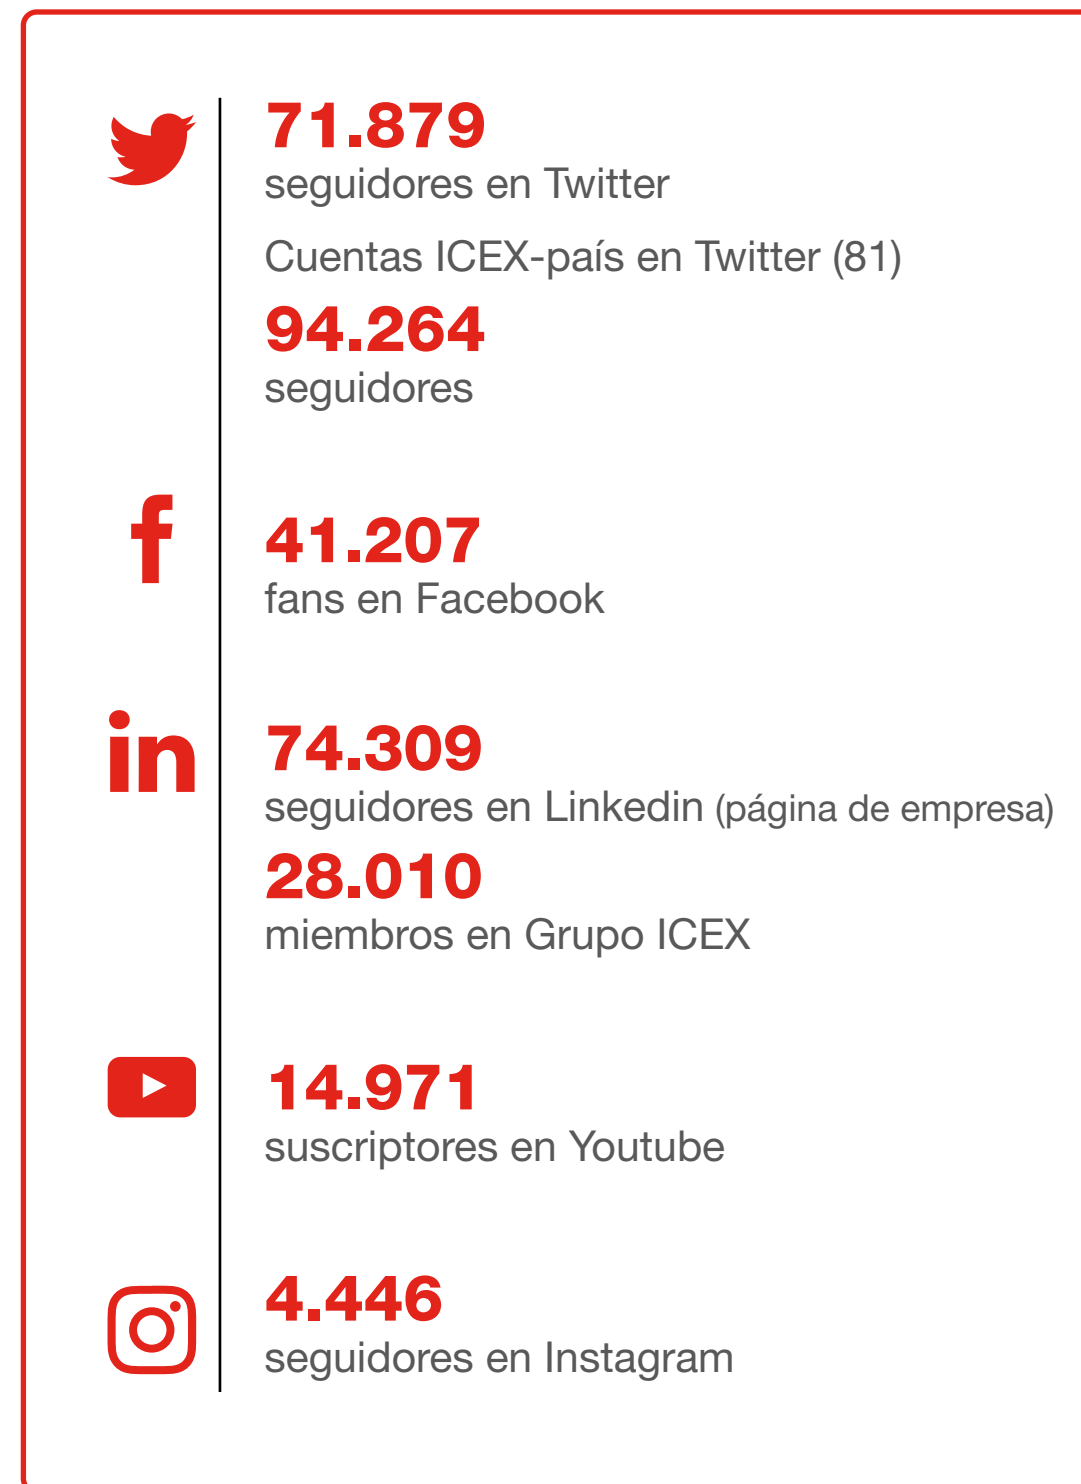 71.879
seguidores en Twitter
Cuentas ICEX-país en Twitter (81)
94.264
seguidores
41.207
fans en Facebook
in
74.309
seguidores en Linkedin (página de empresa)
28.010
miembros en Grupo ICEX
14.971
suscriptores en Youtube
4.446
seguidores en Instagram